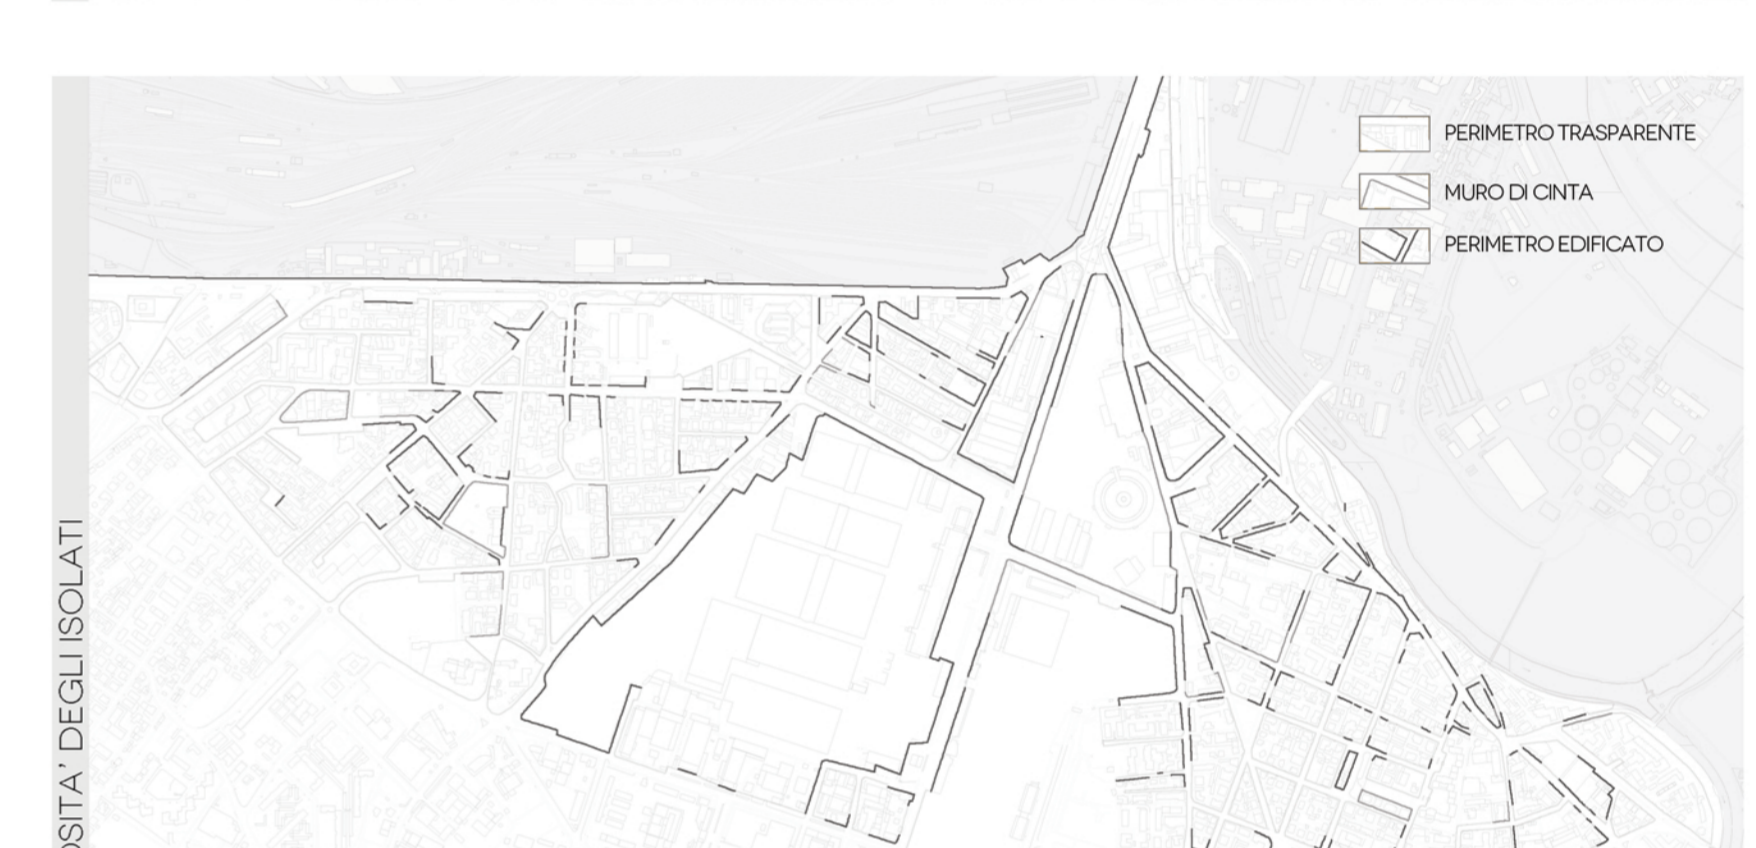 PERIMETRO TRASPARENTE
MURO DI CINTA
PERIMETRO EDIFICATO
OSITA' DEGLI ISOLATI